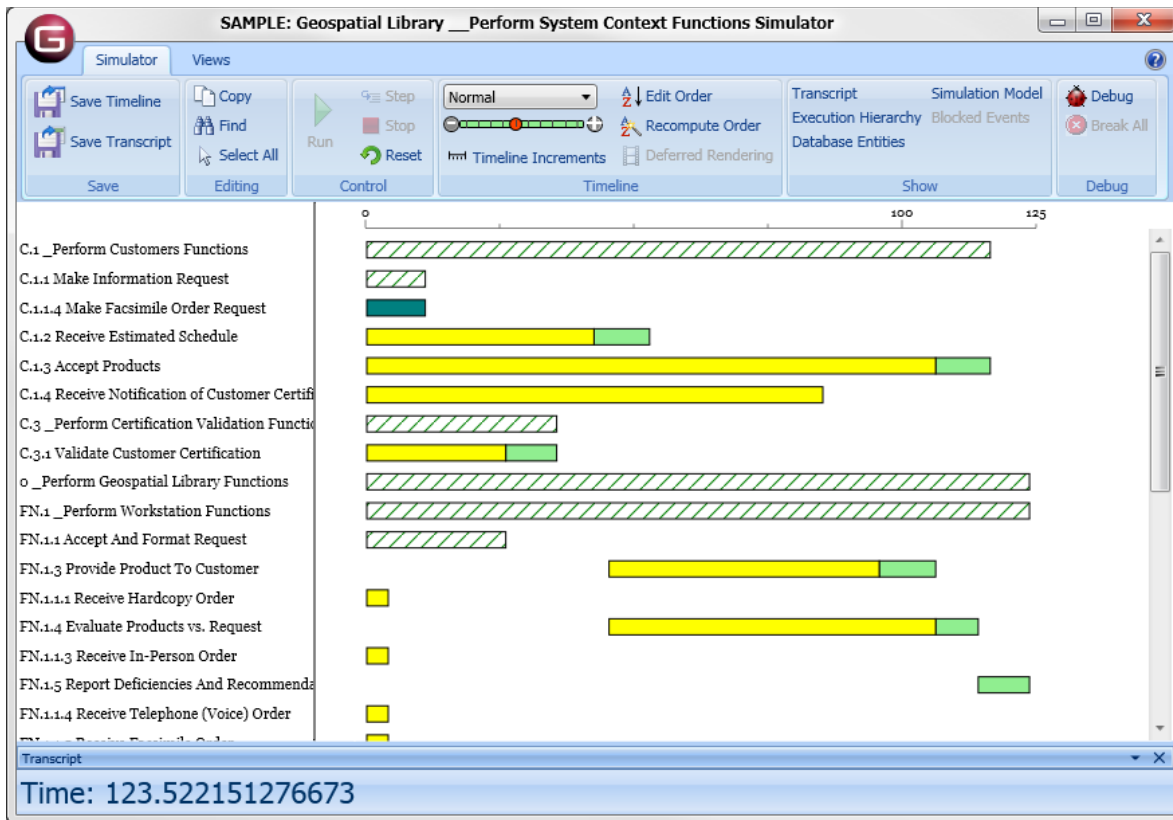 SAMPLE: Geospatial Library __Perform System Context Functions Simulator
G
Simulator Views
Save Timeline
Save Transcript
Save
Copy
Find
Select All
Editing
Run
Step
Stop
Reset
Control
Normal
Timeline Increments
Edit Order
Recompute Order
Deferred Rendering
Timeline
Transcript Simulation Model
Execution Hierarchy Blocked Events
Database Entities
Show
Debug
Break All
Debug
0 100 125
C.1 _Perform Customers Functions
C.1.1 Make Information Request
C.1.1.4 Make Facsimile Order Request
C.1.2 Receive Estimated Schedule
C.1.3 Accept Products
C.1.4 Receive Notification of Customer Certifi
C.3 _Perform Certification Validation Functio
C.3.1 Validate Customer Certification
0 _Perform Geospatial Library Functions
FN.1 _Perform Workstation Functions
FN.1.1 Accept And Format Request
FN.1.3 Provide Product To Customer
FN.1.1.1 Receive Hardcopy Order
FN.1.4 Evaluate Products vs. Request
FN.1.1.3 Receive In-Person Order
FN.1.5 Report Deficiencies And Recommenda
FN.1.1.4 Receive Telephone (Voice) Order
Transcript
Time: 123.522151276673